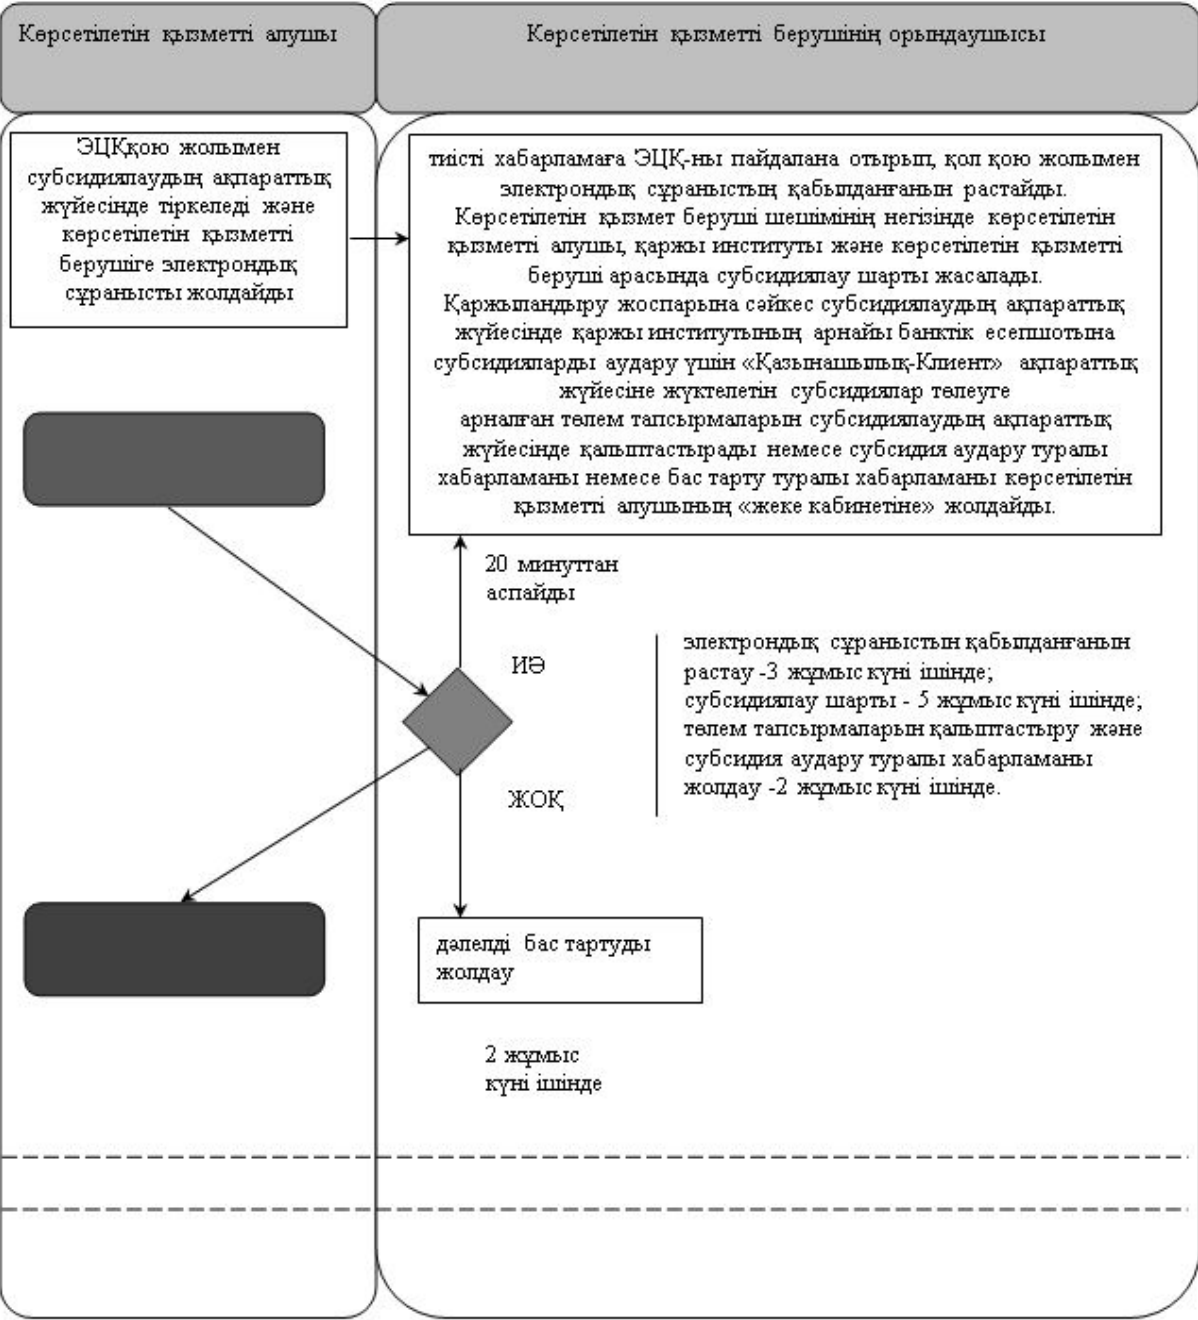 Көрсетілетін қызметті алушы
Көрсетілетін қызметті берушінің орындаушысы
ЭЦҚқою жолымен
субсидиялаудың ақпараттық
жүйесінде тіркеледі және
көрсетілетін қызметті
берушіге электрондық
сұранысты жолдайды
тиісті хабарламаға ЭЦҚ-ны пайдалана отырып, қол қою жолымен
электрондық сұраныстың қабылданғанын растайды.
Көрсетілетін қызмет беруші шешімінің негізінде көрсетілетін
қызметті алушы, қаржы институты және көрсетілетін қызметті
беруші арасында субсидиялау шарты жасалады.
Қаржыландыру жоспарына сәйкес субсидиялаудың ақпараттық
жүйесінде қаржы институтының арнайы банктік есепшотына
субсидияларды аудару үшін «Қазынашылық-Клиент» ақпараттық
жүйесіне жүктелетін субсидиялар төлеуге
арналған төлем тапсырмаларын субсидиялаудың ақпараттық
жүйесінде қалыптастырады немесе субсидия аудару туралы
хабарламаны немесе бас тарту туралы хабарламаны көрсетілетін
қызметті алушының «жеке кабинетіне» жолдайды.
20 минуттан
аспайды
ИӘ
электрондық сұраныстын қабылданғанын
растау -3 жұмыс күні ішінде;
субсидиялау шарты - 5 жұмыс күні ішінде;
төлем тапсырмаларын қалыптастыру және
субсидия аудару туралы хабарламаны
жолдау -2 жұмыс күні ішінде.
ЖОҚ
дәлелді бас тартуды
жолдау
2 жұмыс
күні ішінде